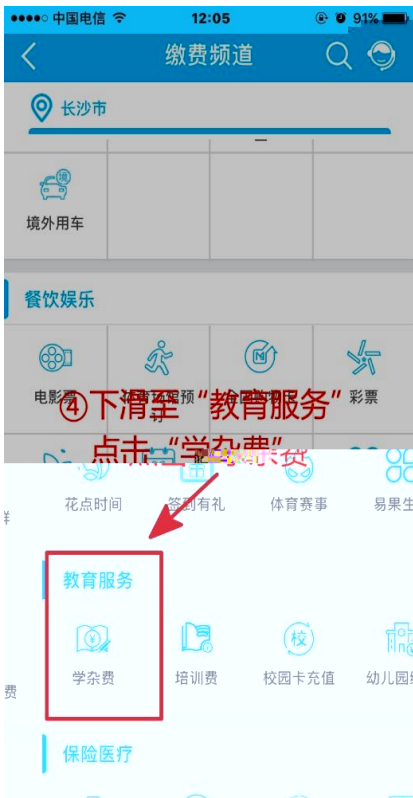 中国电信 12:05 91%
缴费频道
长沙市
境外用车
餐饮娱乐
电影票 彩票
④下滑至“教育服务”
点击“学杂费”
花点时间 签到有礼 体育赛事 易果生
教育服务
学杂费 培训费 校园卡充值 幼儿园
费
保险医疗